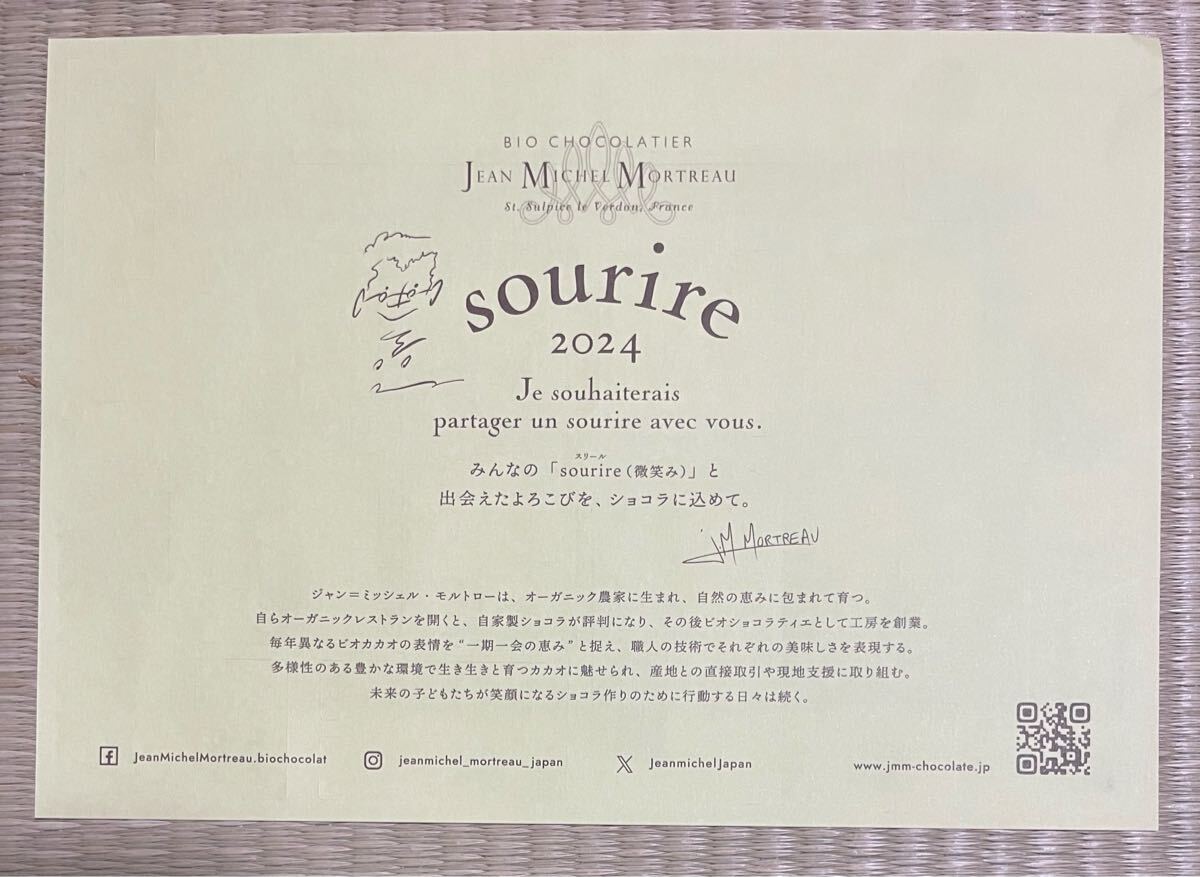 BIO CHOCOLATIER
JEAN MICHEL MORTREAU
St. Sulpice le Verdon, France
sourire
2024
Je souhaiterais
partager un sourire avec vous.
スリール
みんなの「sourire(微笑み)」と
出会えたよろこびを、ショコラに込めて。
JM MORTREAU
ジャン=ミッシェル・モルトローは、オーガニック農家に生まれ、自然の恵みに包まれて育つ。
自らオーガニックレストランを開くと、自家製ショコラが評判になり、その後ビオショコラティエとして工房を創業。
毎年異なるビオカカオの表情を“一期一会の恵み”と捉え、職人の技術でそれぞれの美味しさを表現する。
多様性のある豊かな環境で生き生きと育つカカオに魅せられ、産地との直接取引や現地支援に取り組む。
未来の子どもたちが笑顔になるショコラ作りのために行動する日々は続く。
JeanMichelMortreau.biochocolat
jeanmichel_mortreau_japan
JeanmichelJapan
www.jmm-chocolate.jp